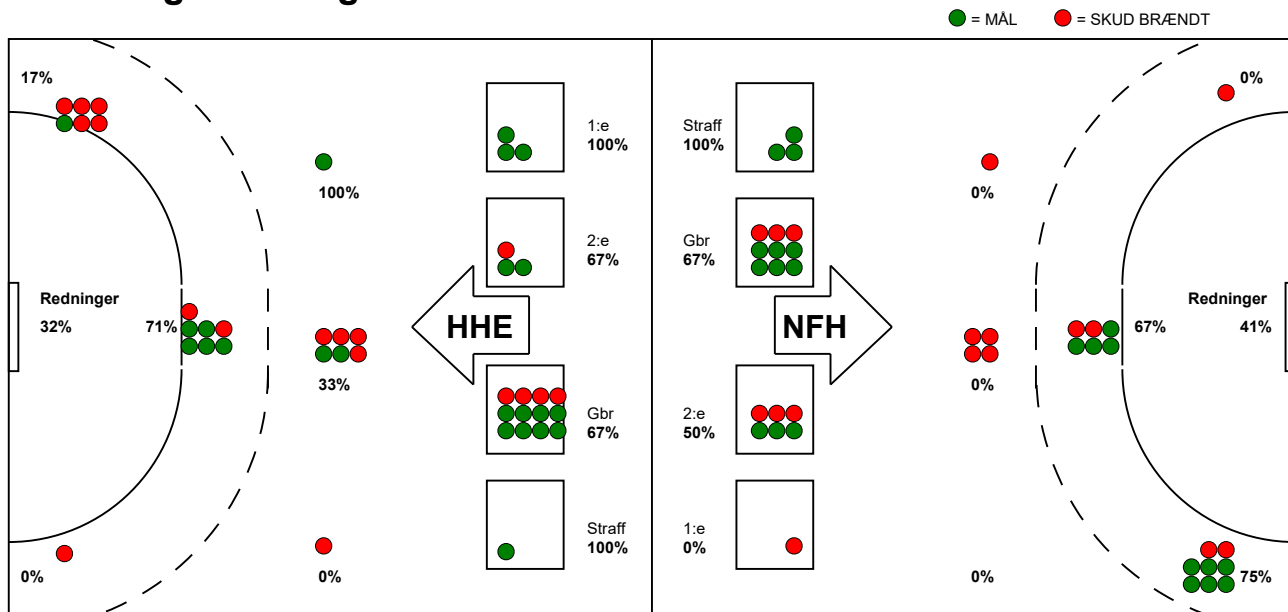 = MÅL
= SKUD BRÆNDT
17%
100%
Redninger
32%
71%
33%
0%
0%
1:e
100%
2:e
67%
HHE
Gbr
67%
Straff
100%
Straff
100%
Gbr
67%
NFH
2:e
50%
1:e
0%
0%
0%
Redninger
41%
67%
0%
0%
75%